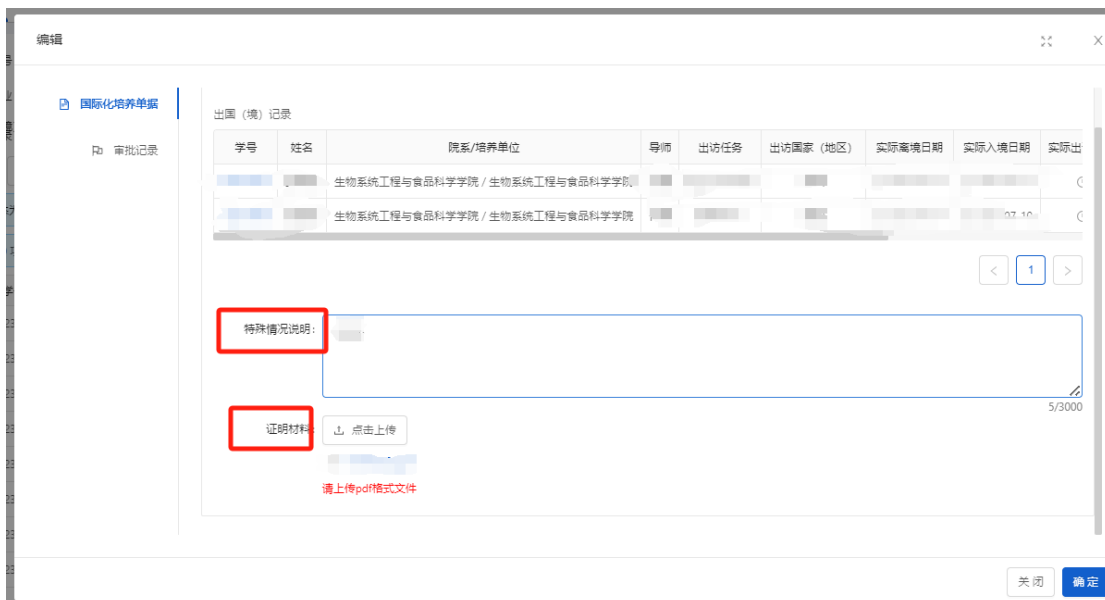 编辑
国际化培养单据
审批记录
出国（境）记录
学号 姓名 院系/培养单位 导师 出访任务 出访国家（地区） 实际离境日期 实际入境日期 实际出
生物系统工程与食品科学学院 / 生物系统工程与食品科学学院
生物系统工程与食品科学学院 / 生物系统工程与食品科学学院
< 1 >
特殊情况说明：
5/3000
证明材料：
点击上传
请上传pdf格式文件
关闭 确定